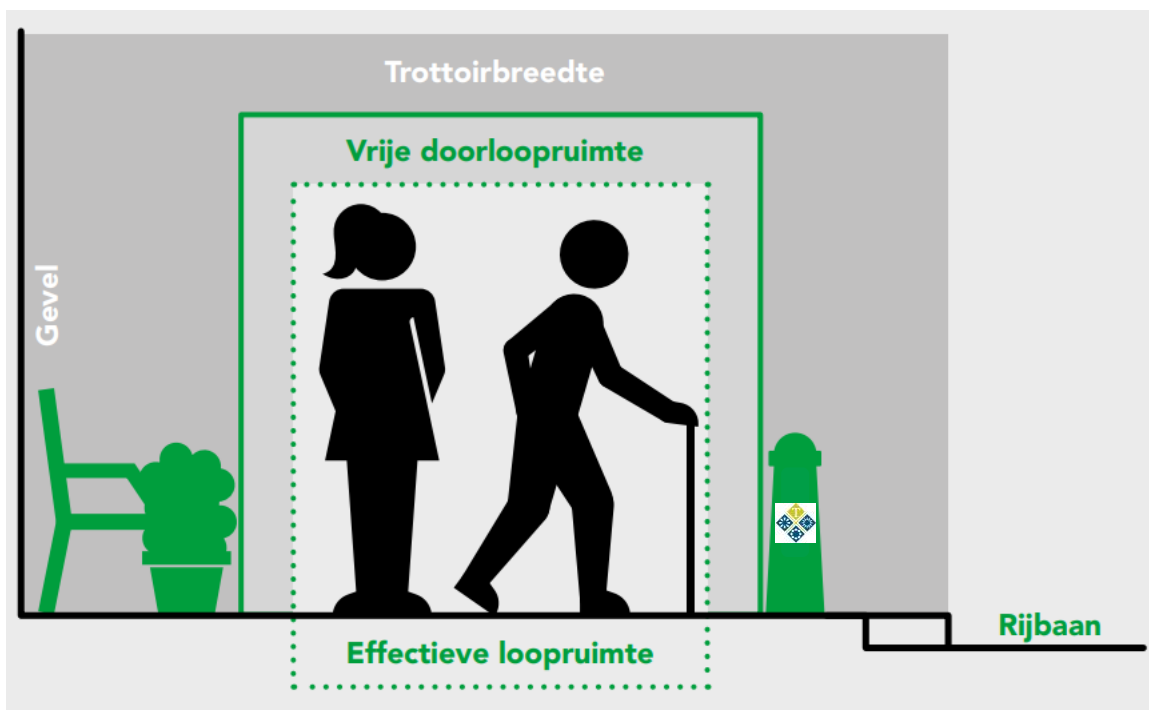 Trottoirbreedte
Vrije doorloopruimte
Gevel
T
Effectieve loopruimte
Rijbaan